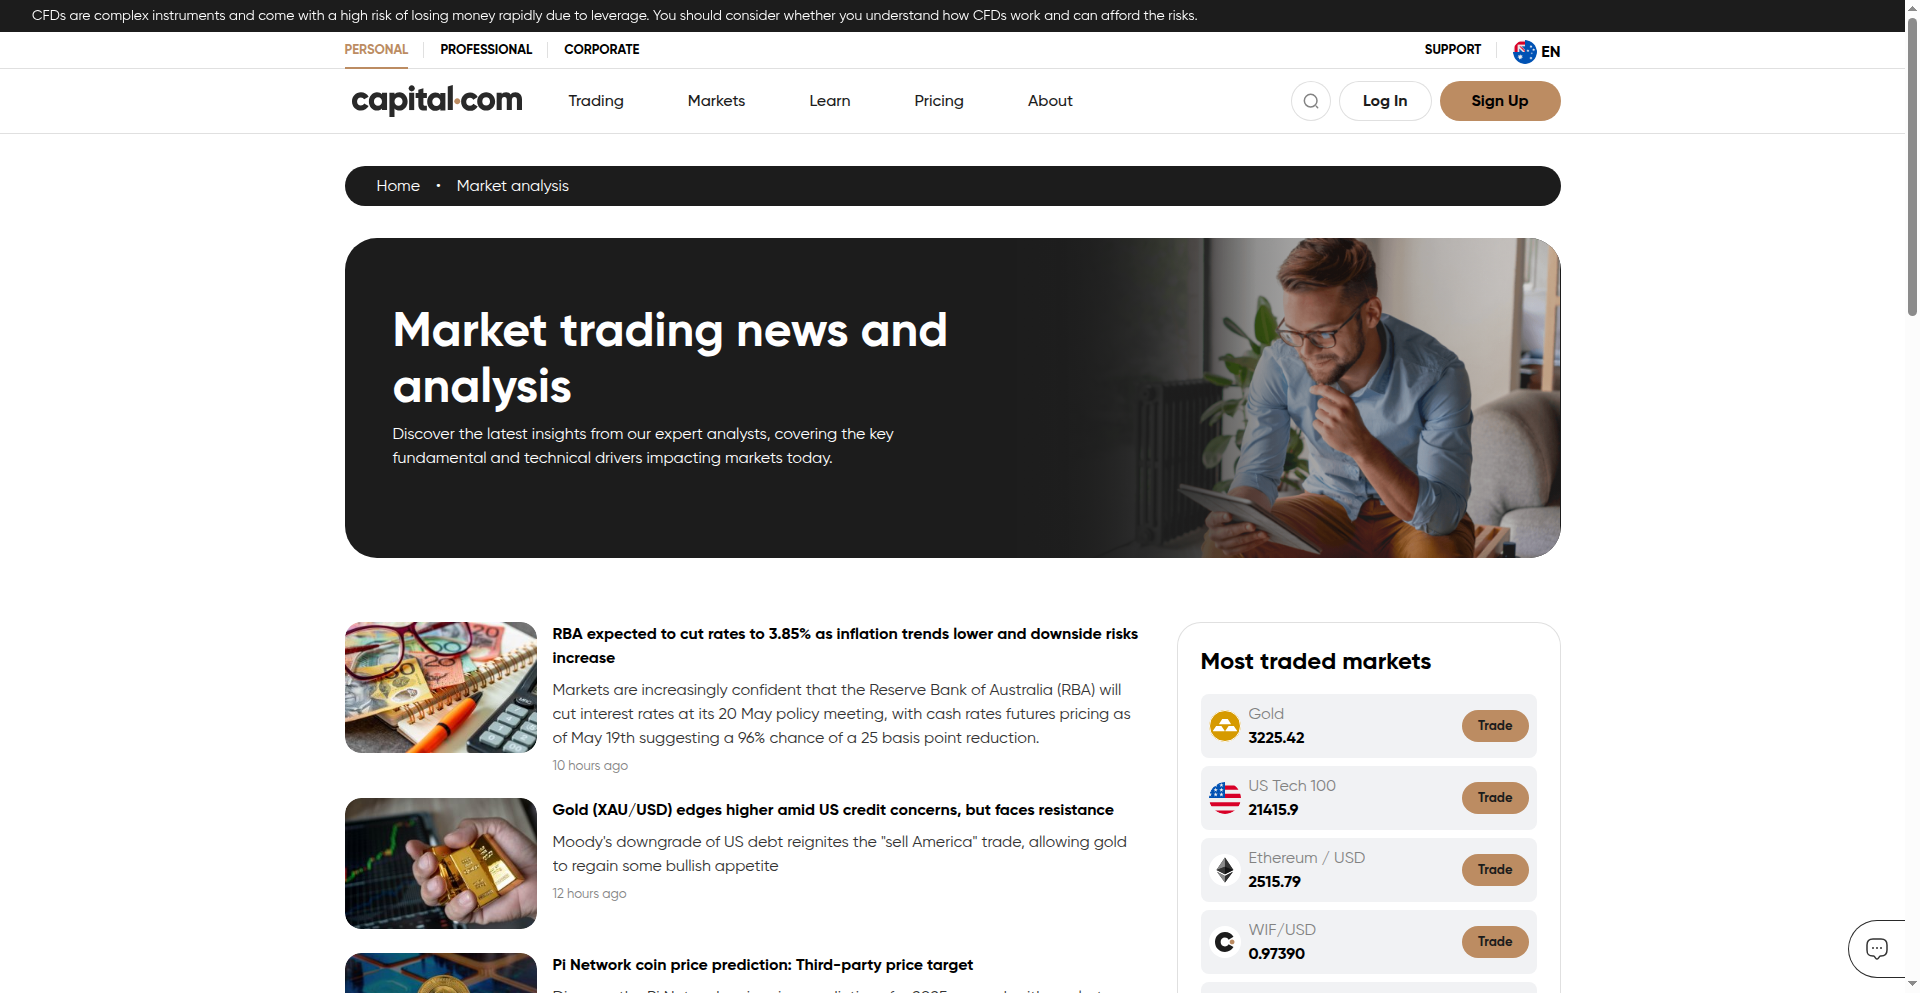 CFDs are complex instruments and come with a high risk of losing money rapidly due to leverage. You should consider whether you understand how CFDs work and can afford the risks.
PERSONAL
PROFESSIONAL
CORPORATE
SUPPORT
EN
capital.com
Trading
Markets
Learn
Pricing
About
Log In
Sign Up
Home • Market analysis
Market trading news and
analysis
Discover the latest insights from our expert analysts, covering the key
fundamental and technical drivers impacting markets today.
RBA expected to cut rates to 3.85% as inflation trends lower and downside risks
increase
Markets are increasingly confident that the Reserve Bank of Australia (RBA) will
cut interest rates at its 20 May policy meeting, with cash rates futures pricing as
of May 19th suggesting a 96% chance of a 25 basis point reduction.
10 hours ago
Gold (XAU/USD) edges higher amid US credit concerns, but faces resistance
Moody's downgrade of US debt reignites the "sell America" trade, allowing gold
to regain some bullish appetite
12 hours ago
Pi Network coin price prediction: Third-party price target
Most traded markets
Gold
3225.42
Trade
US Tech 100
21415.9
Trade
Ethereum / USD
2515.79
Trade
WIF/USD
0.97390
Trade